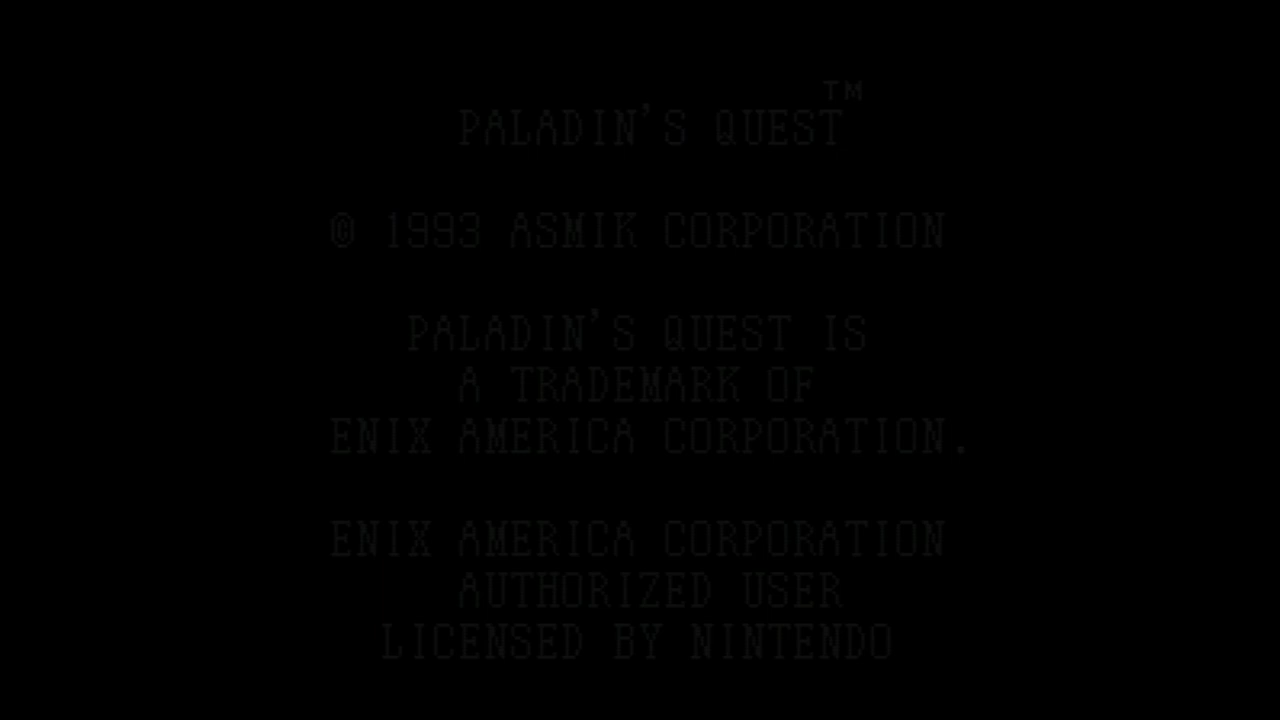 PALADIN'S QUEST™
© 1993 ASMIK CORPORATION
PALADIN'S QUEST IS
A TRADEMARK OF
ENIX AMERICA CORPORATION.
ENIX AMERICA CORPORATION
AUTHORIZED USER
LICENSED BY NINTENDO